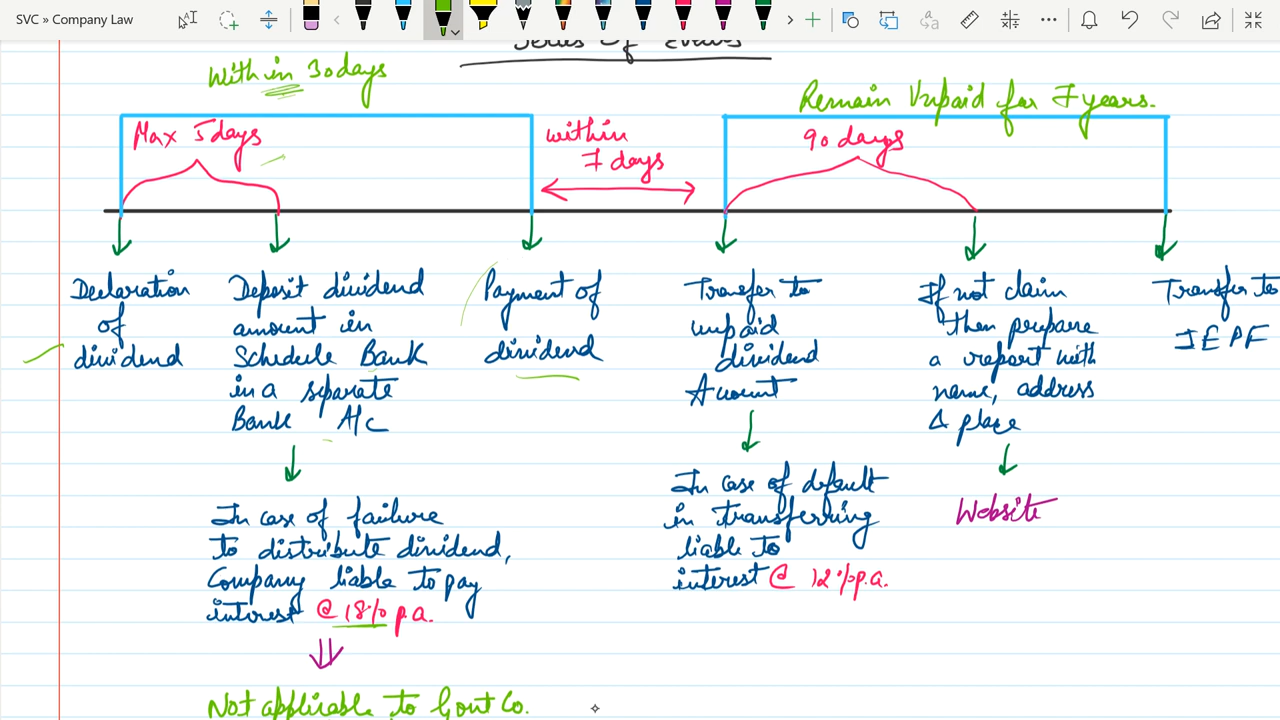 SVC » Company Law
Series Of Events
Within 30 days
Remain Unpaid for 7 years.
Max 5 days
within
7 days
90 days
Declaration
of
dividend
Deposit dividend
amount in
Schedule Bank
in a separate
Bank A/c
Payment of
dividend
Transfer to
unpaid
dividend
Account
If not claim
then prepare
a report with
name, address
& place
Transfer to
IEPF
In case of failure
to distribute dividend,
Company liable to pay
interest @ 18% p.a.
In case of default
in transferring
liable to
interest @ 12% p.a.
Website
Not applicable to Govt Co.